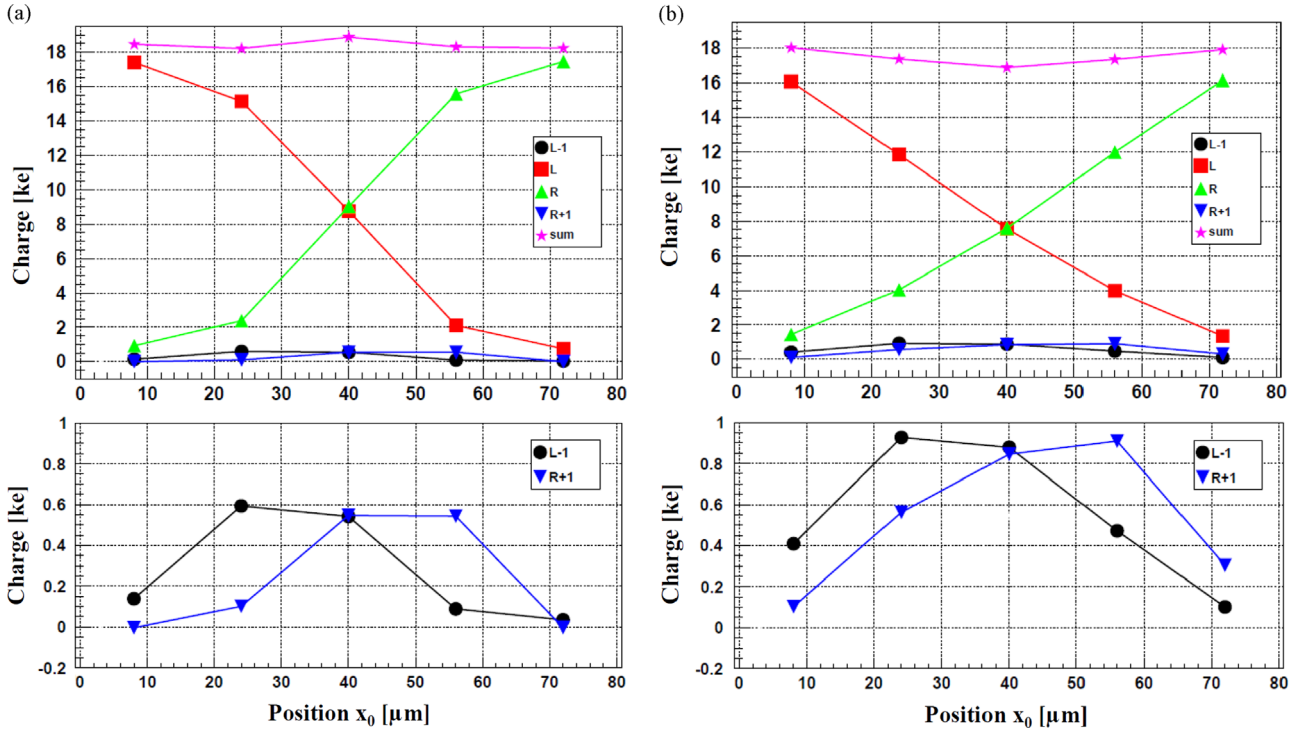 (a)
Charge [ke]
18
16
14
12
10
8
6
4
2
0
L-1
L
R
R+1
sum
0 10 20 30 40 50 60 70 80
Charge [ke]
1
0.8
0.6
0.4
0.2
0
-0.2
L-1
R+1
0 10 20 30 40 50 60 70 80
Position x₀ [µm]
(b)
Charge [ke]
20
18
16
14
12
10
8
6
4
2
0
L-1
L
R
R+1
sum
0 10 20 30 40 50 60 70 80
Charge [ke]
1
0.8
0.6
0.4
0.2
0
-0.2
L-1
R+1
0 10 20 30 40 50 60 70 80
Position x₀ [µm]